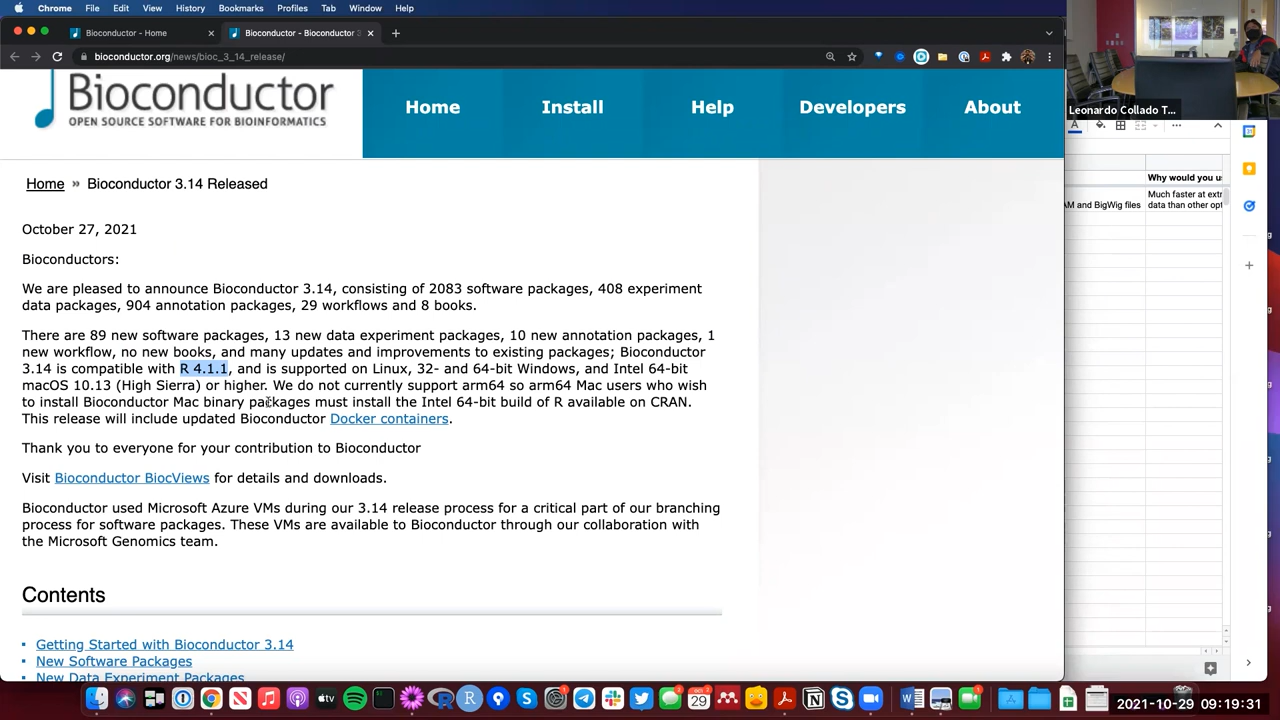 Chrome File Edit View History Bookmarks Profiles Tab Window Help
Bioconductor - Home
Bioconductor - Bioconductor 3
bioconductor.org/news/bioc_3_14_release/
Bioconductor
OPEN SOURCE SOFTWARE FOR BIOINFORMATICS
Home Install Help Developers About
Home » Bioconductor 3.14 Released
October 27, 2021
Bioconductors:
We are pleased to announce Bioconductor 3.14, consisting of 2083 software packages, 408 experiment
data packages, 904 annotation packages, 29 workflows and 8 books.
There are 89 new software packages, 13 new data experiment packages, 10 new annotation packages, 1
new workflow, no new books, and many updates and improvements to existing packages; Bioconductor
3.14 is compatible with R 4.1.1, and is supported on Linux, 32- and 64-bit Windows, and Intel 64-bit
macOS 10.13 (High Sierra) or higher. We do not currently support arm64 so arm64 Mac users who wish
to install Bioconductor Mac binary packages must install the Intel 64-bit build of R available on CRAN.
This release will include updated Bioconductor Docker containers.
Thank you to everyone for your contribution to Bioconductor
Visit Bioconductor BiocViews for details and downloads.
Bioconductor used Microsoft Azure VMs during our 3.14 release process for a critical part of our branching
process for software packages. These VMs are available to Bioconductor through our collaboration with
the Microsoft Genomics team.
Contents
Getting Started with Bioconductor 3.14
New Software Packages
New Data Experiment Packages
Leonardo Collado T...
Why would you u
Much faster at extr
AM and BigWig files data than other opt
2021-10-29 09:19:31